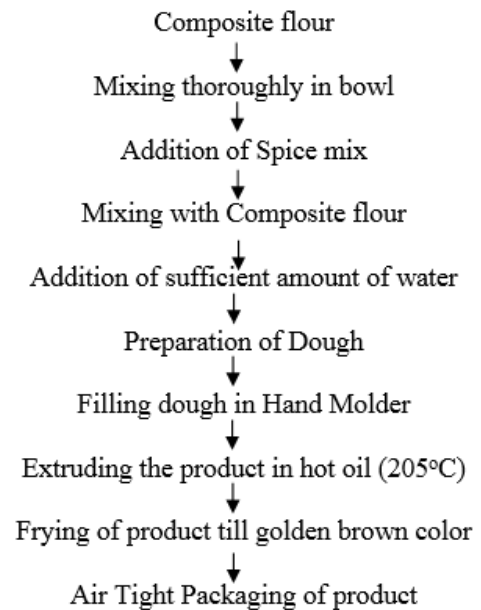 Composite flour
Mixing thoroughly in bowl
Addition of Spice mix
Mixing with Composite flour
Addition of sufficient amount of water
Preparation of Dough
Filling dough in Hand Molder
Extruding the product in hot oil (205ᵒC)
Frying of product till golden brown color
Air Tight Packaging of product